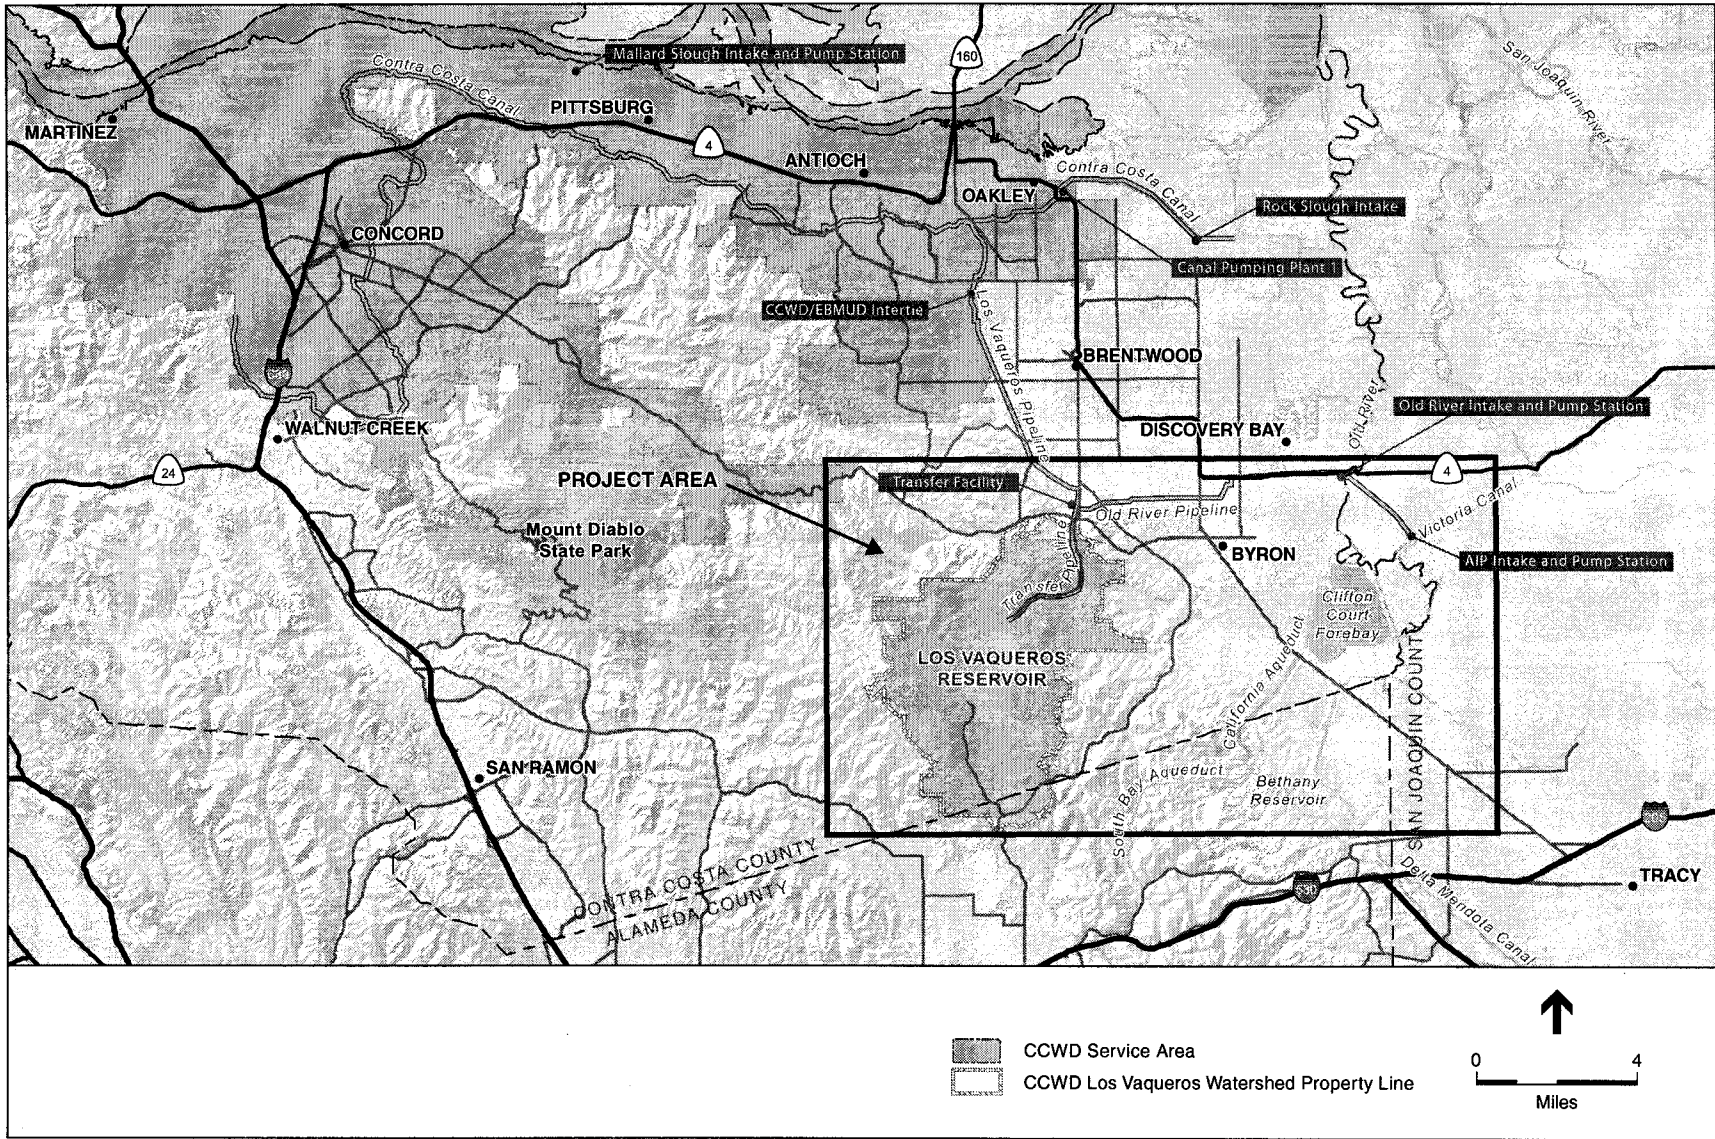 Mallard Slough Intake and Pump Station
160
San Joaquin River
Contra Costa Canal
PITTSBURG
MARTINEZ
4
ANTIOCH
Contra Costa Canal
OAKLEY
Rock Slough Intake
CONCORD
Canal Pumping Plant 1
CCWD/EBMUD Intertie
Los Vaqueros Pipeline
BRENTWOOD
Old River
Old River Intake and Pump Station
WALNUT CREEK
DISCOVERY BAY
24
4
PROJECT AREA
Transfer Facility
Old River Pipeline
Victoria Canal
Mount Diablo
State Park
BYRON
AIP Intake and Pump Station
Transfer Pipeline
Clifton
Court
Forebay
LOS VAQUEROS
RESERVOIR
California Aqueduct
SAN JOAQUIN COUNTY
SAN RAMON
South Bay Aqueduct
Bethany
Reservoir
CONTRA COSTA COUNTY
ALAMEDA COUNTY
TRACY
Delta Mendota Canal
CCWD Service Area
CCWD Los Vaqueros Watershed Property Line
0 4
Miles